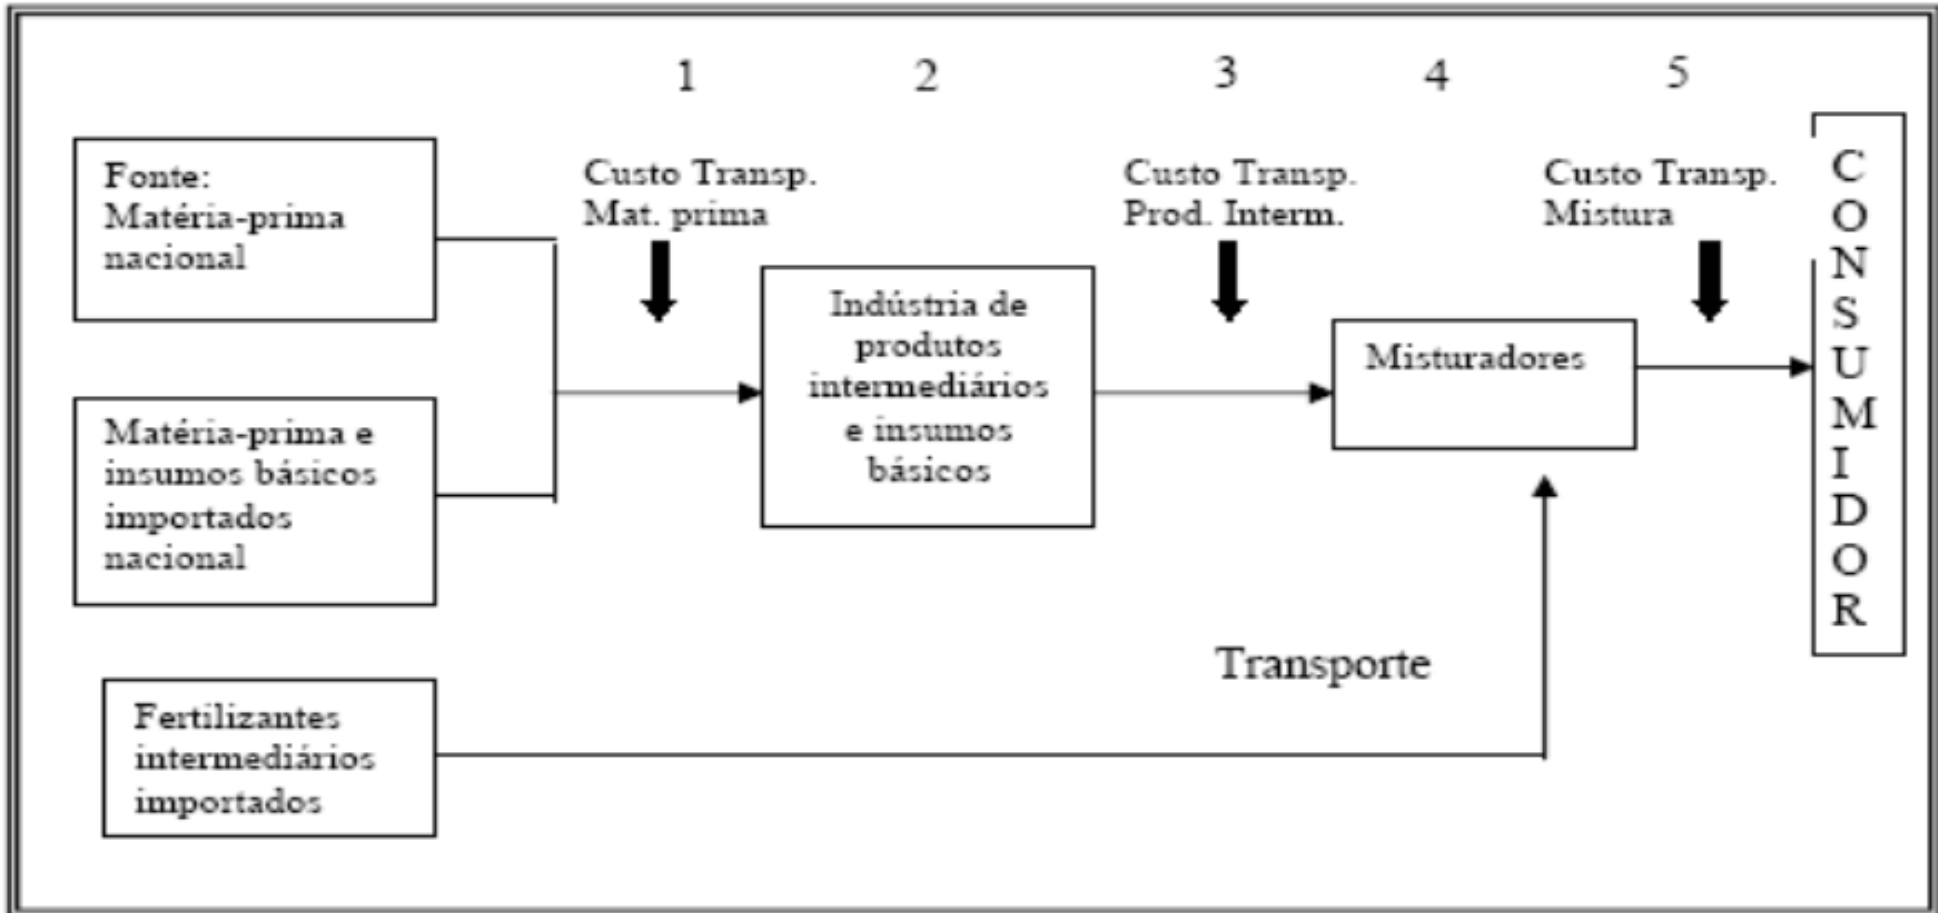 1
2
3
4
5
Fonte:
Matéria-prima
nacional
Custo Transp.
Mat. prima
Custo Transp.
Prod. Interm.
Custo Transp.
Mistura
Indústria de
produtos
intermediários
e insumos
básicos
Misturadores
C
O
N
S
U
M
I
D
O
R
Matéria-prima e
insumos básicos
importados
nacional
Transporte
Fertilizantes
intermediários
importados